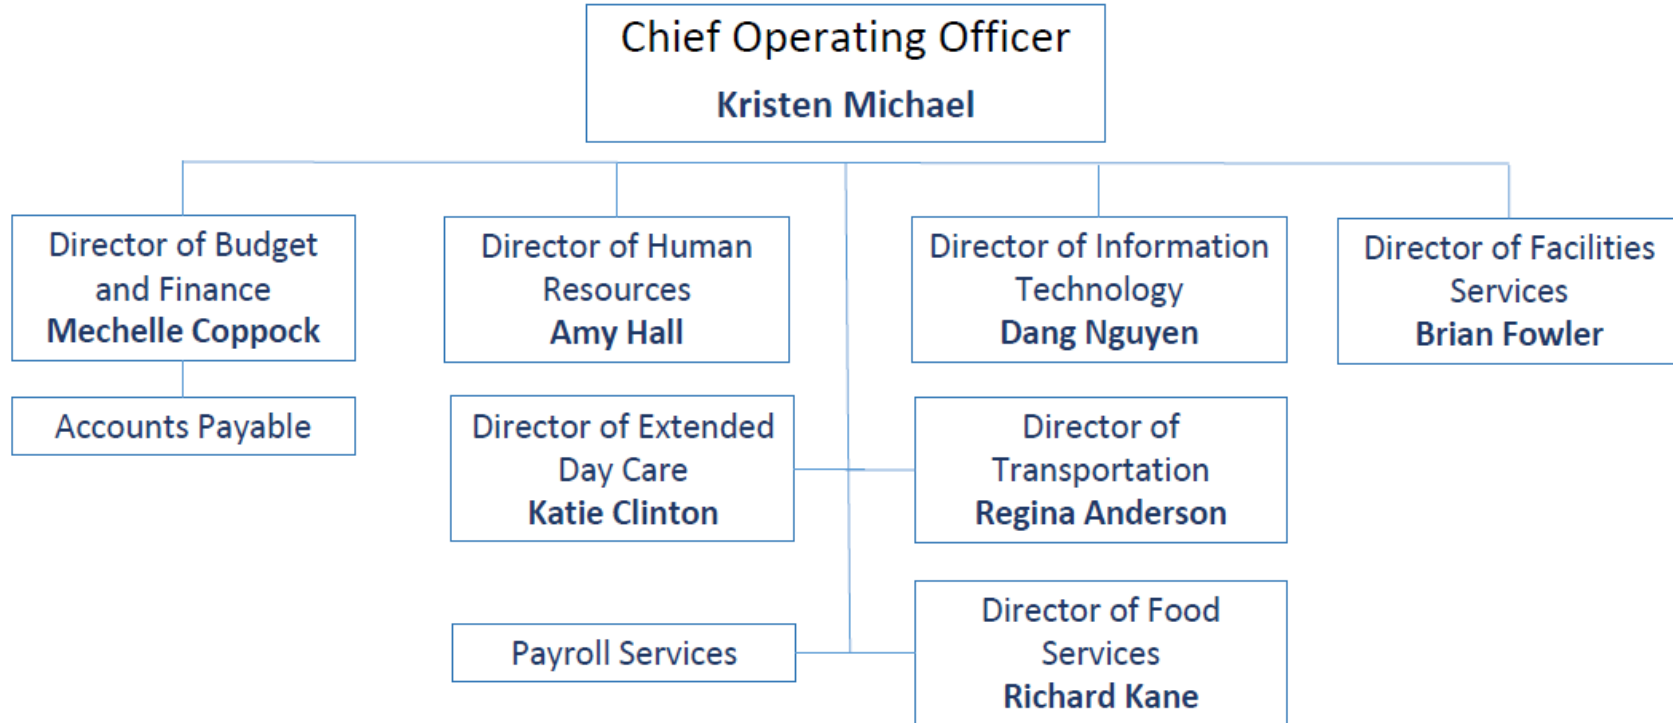 Chief Operating Officer
Kristen Michael
Director of Budget
and Finance
Mechelle Coppock
Director of Human
Resources
Amy Hall
Director of Information
Technology
Dang Nguyen
Director of Facilities
Services
Brian Fowler
Accounts Payable
Director of Extended
Day Care
Katie Clinton
Director of
Transportation
Regina Anderson
Payroll Services
Director of Food
Services
Richard Kane